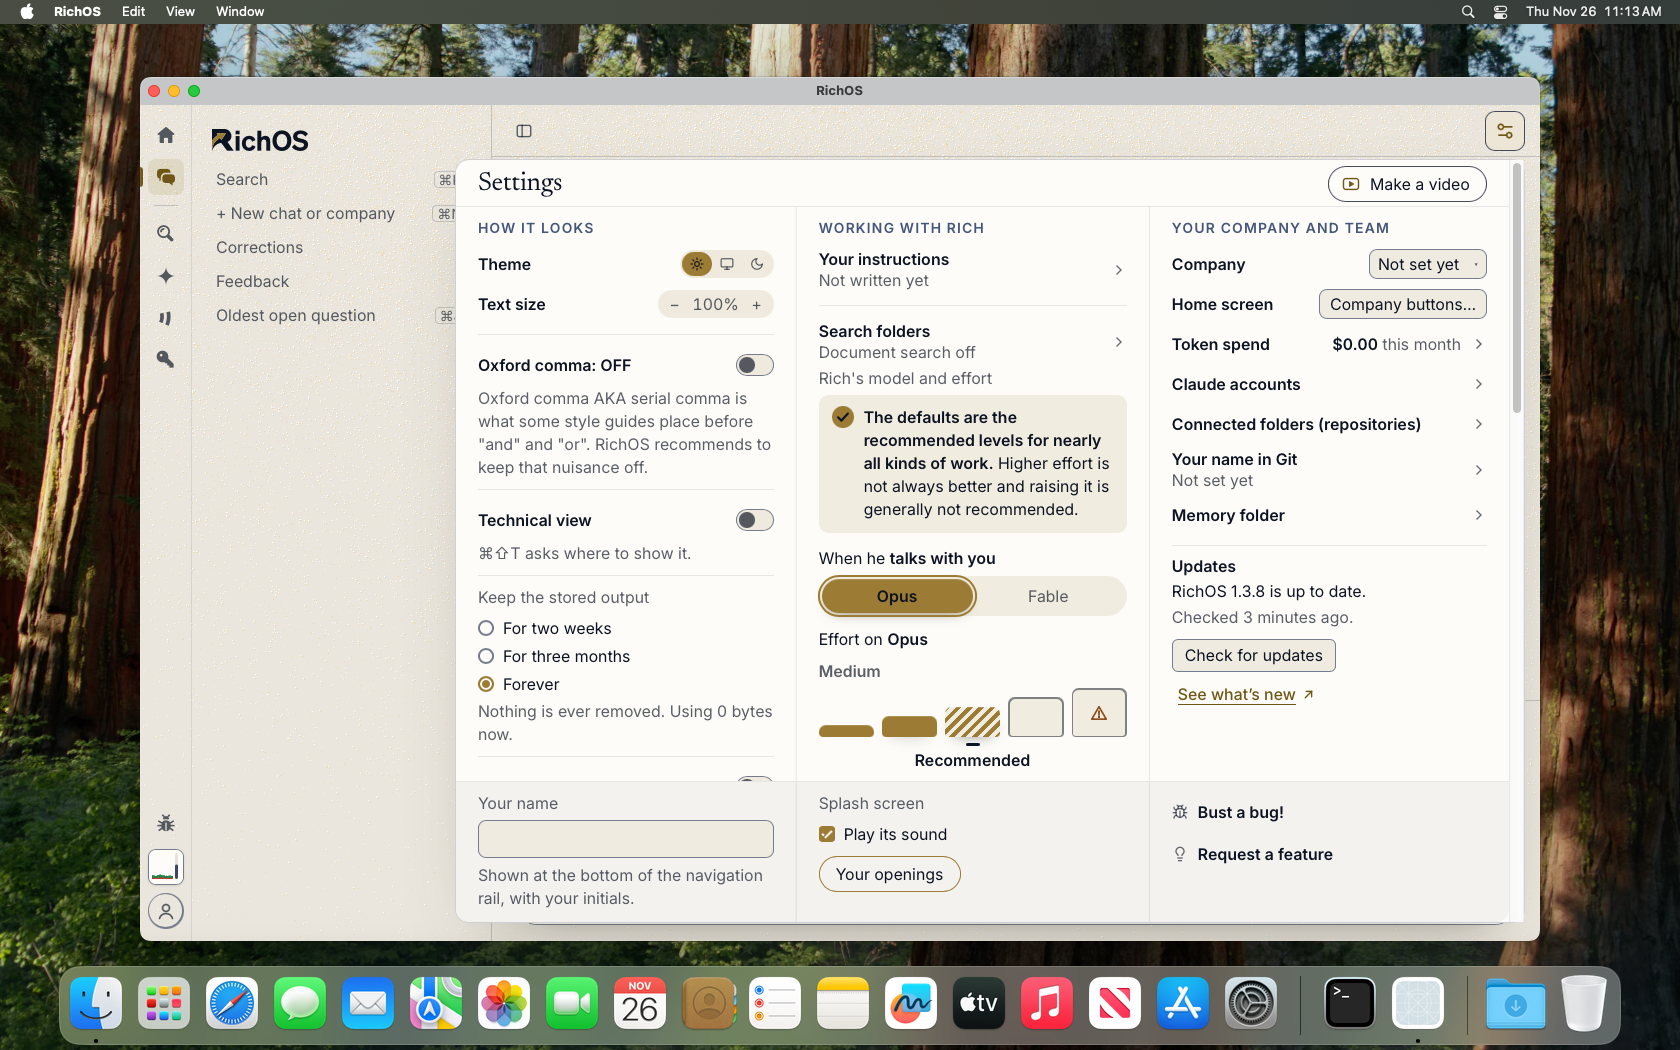 RichOS Edit View Window
Thu Nov 26 11:13 AM
RichOS
RichOS
Search
+ New chat or company
Corrections
Feedback
Oldest open question
Settings
Make a video
HOW IT LOOKS
Theme
Text size
− 100% +
Oxford comma: OFF
Oxford comma AKA serial comma is
what some style guides place before
"and" and "or". RichOS recommends to
keep that nuisance off.
Technical view
⌘⇧T asks where to show it.
Keep the stored output
For two weeks
For three months
Forever
Nothing is ever removed. Using 0 bytes
now.
Your name
Shown at the bottom of the navigation
rail, with your initials.
WORKING WITH RICH
Your instructions
Not written yet
Search folders
Document search off
Rich's model and effort
The defaults are the
recommended levels for nearly
all kinds of work. Higher effort is
not always better and raising it is
generally not recommended.
When he talks with you
Opus Fable
Effort on Opus
Medium
Recommended
Splash screen
Play its sound
Your openings
YOUR COMPANY AND TEAM
Company Not set yet
Home screen Company buttons...
Token spend $0.00 this month
Claude accounts
Connected folders (repositories)
Your name in Git
Not set yet
Memory folder
Updates
RichOS 1.3.8 is up to date.
Checked 3 minutes ago.
Check for updates
See what's new ↗
Bust a bug!
Request a feature
NOV
26
tv
>_